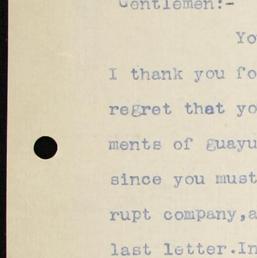 Gentlemen:-
Yo
I thank you fo
regret that yo
ments of guayu
since you must
rupt company,a
last letter.In